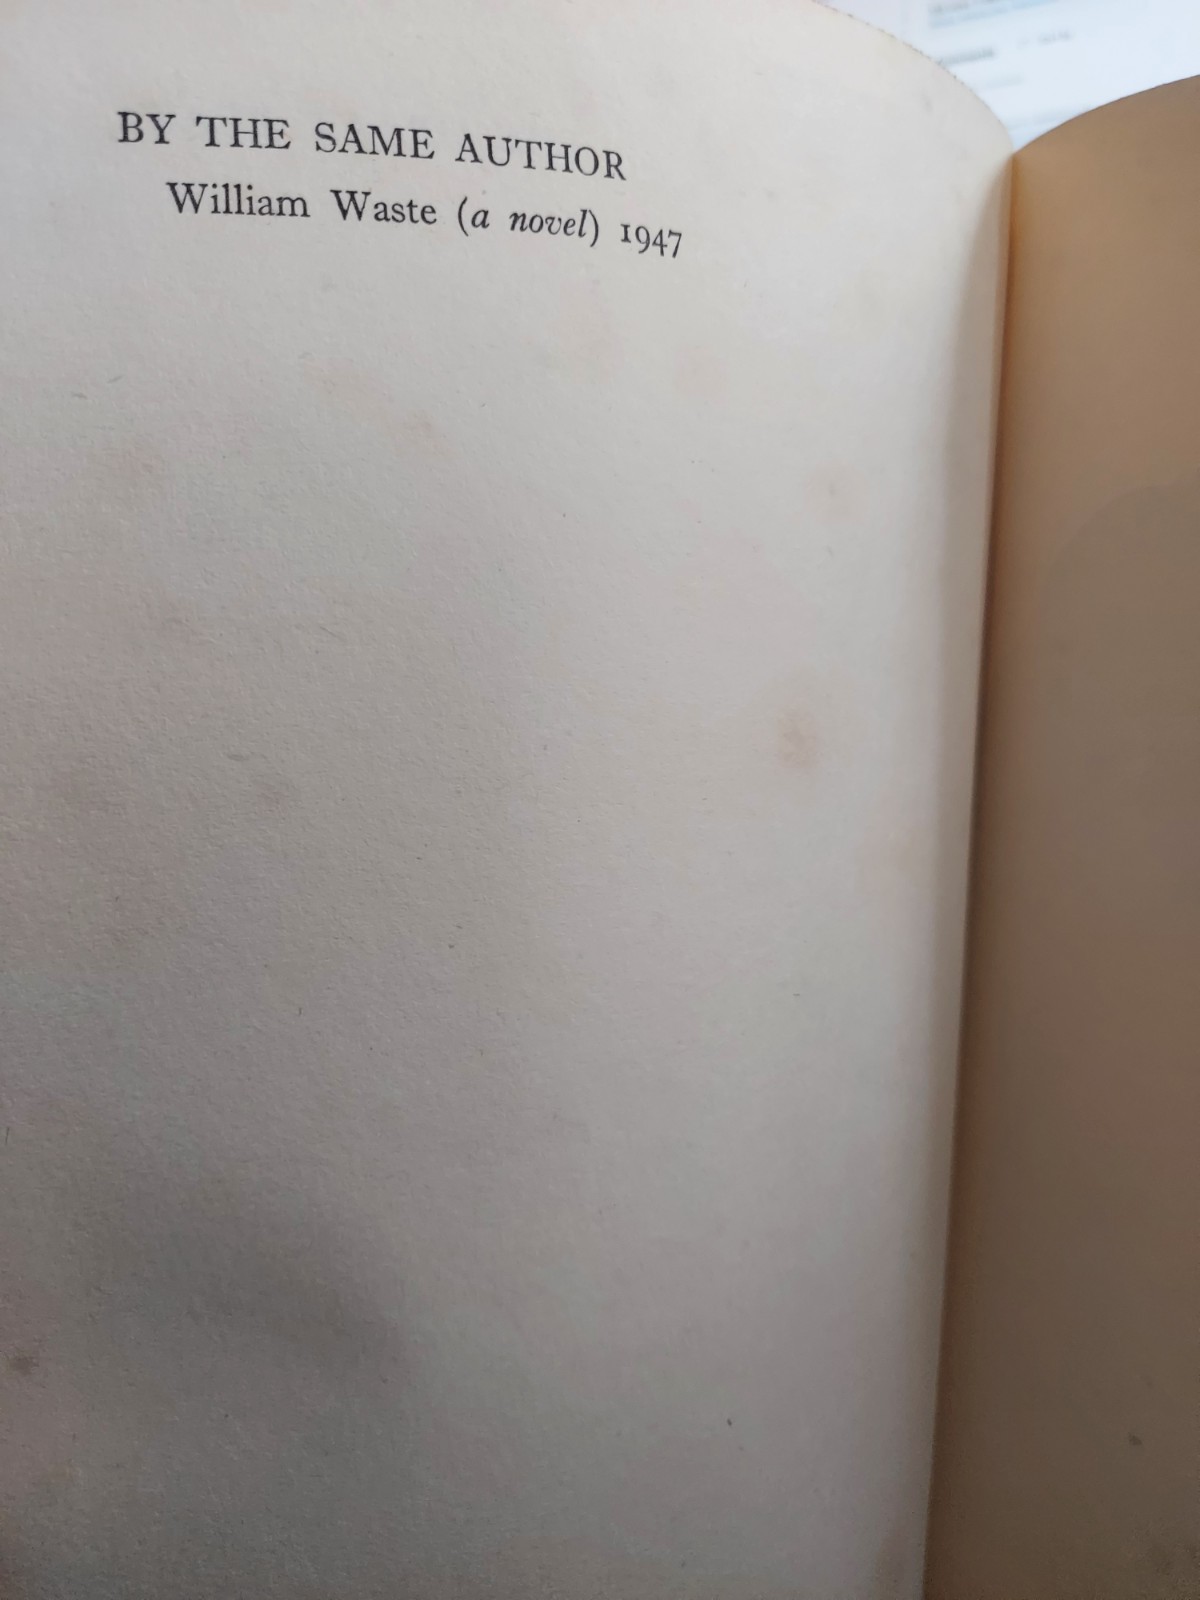 BY THE SAME AUTHOR
William Waste (a novel) 1947